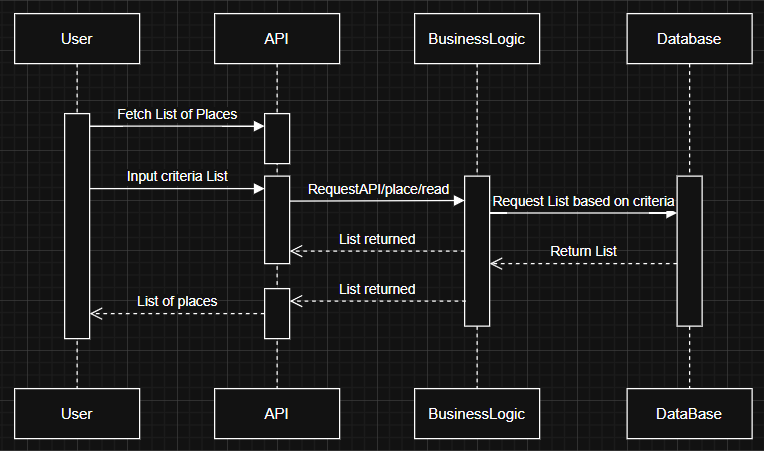 User
API
BusinessLogic
Database
Fetch List of Places
Input criteria List
RequestAPI/place/read
Request List based on criteria
List returned
Return List
List returned
List of places
User
API
BusinessLogic
DataBase